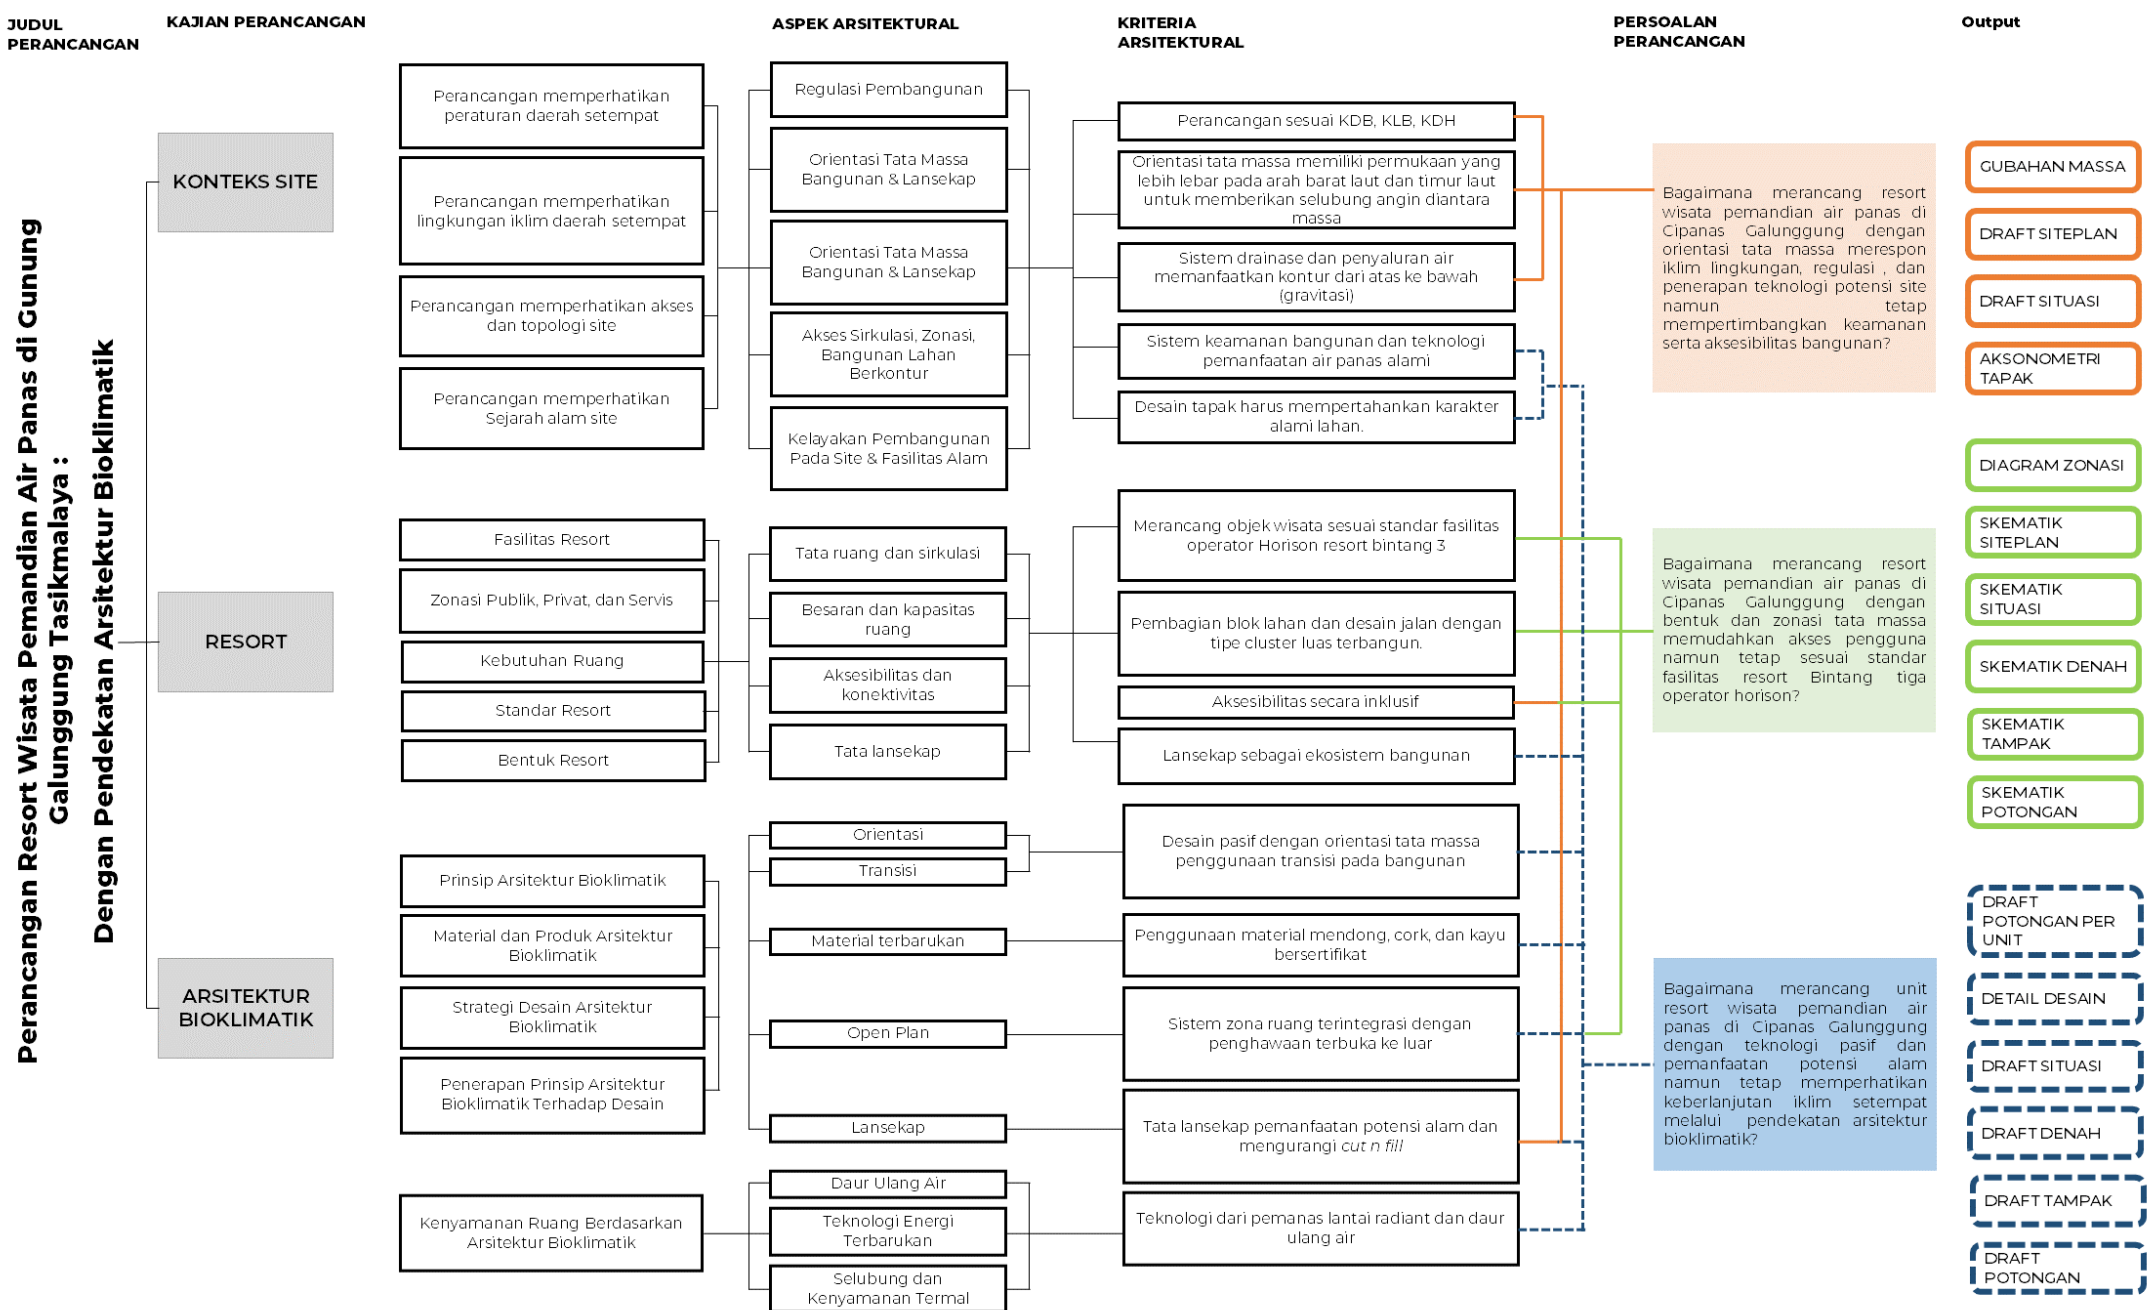 JUDUL
PERANCANGAN
KAJIAN PERANCANGAN
ASPEK ARSITEKTURAL
KRITERIA
ARSITEKTURAL
PERSOALAN
PERANCANGAN
Output
Perancangan Resort Wisata Pemandian Air Panas di Gunung
Galunggung Tasikmalaya :
Dengan Pendekatan Arsitektur Bioklimatik
KONTEKS SITE
RESORT
ARSITEKTUR
BIOKLIMATIK
Perancangan memperhatikan
peraturan daerah setempat
Perancangan memperhatikan
lingkungan iklim daerah setempat
Perancangan memperhatikan akses
dan topologi site
Perancangan memperhatikan
Sejarah alam site
Fasilitas Resort
Zonasi Publik, Privat, dan Servis
Kebutuhan Ruang
Standar Resort
Bentuk Resort
Prinsip Arsitektur Bioklimatik
Material dan Produk Arsitektur
Bioklimatik
Strategi Desain Arsitektur
Bioklimatik
Penerapan Prinsip Arsitektur
Bioklimatik Terhadap Desain
Kenyamanan Ruang Berdasarkan
Arsitektur Bioklimatik
Regulasi Pembangunan
Orientasi Tata Massa
Bangunan & Lansekap
Orientasi Tata Massa
Bangunan & Lansekap
Akses Sirkulasi, Zonasi,
Bangunan Lahan
Berkontur
Kelayakan Pembangunan
Pada Site & Fasilitas Alam
Tata ruang dan sirkulasi
Besaran dan kapasitas
ruang
Aksesibilitas dan
konektivitas
Tata lansekap
Orientasi
Transisi
Material terbarukan
Open Plan
Lansekap
Daur Ulang Air
Teknologi Energi
Terbarukan
Selubung dan
Kenyamanan Termal
Perancangan sesuai KDB, KLB, KDH
Orientasi tata massa memiliki permukaan yang
lebih lebar pada arah barat laut dan timur laut
untuk memberikan selubung angin diantara
massa
Sistem drainase dan penyaluran air
memanfaatkan kontur dari atas ke bawah
(gravitasi)
Sistem keamanan bangunan dan teknologi
pemanfaatan air panas alami
Desain tapak harus mempertahankan karakter
alami lahan.
Merancang objek wisata sesuai standar fasilitas
operator Horison resort bintang 3
Pembagian blok lahan dan desain jalan dengan
tipe cluster luas terbangun.
Aksesibilitas secara inklusif
Lansekap sebagai ekosistem bangunan
Desain pasif dengan orientasi tata massa
penggunaan transisi pada bangunan
Penggunaan material mendong, cork, dan kayu
bersertifikat
Sistem zona ruang terintegrasi dengan
penghawaan terbuka ke luar
Tata lansekap pemanfaatan potensi alam dan
mengurangi cut n fill
Teknologi dari pemanas lantai radiant dan daur
ulang air
Bagaimana merancang resort
wisata pemandian air panas di
Cipanas Galunggung dengan
orientasi tata massa merespon
iklim lingkungan, regulasi , dan
penerapan teknologi potensi site
namun tetap
mempertimbangkan keamanan
serta aksesibilitas bangunan?
Bagaimana merancang resort
wisata pemandian air panas di
Cipanas Galunggung dengan
bentuk dan zonasi tata massa
memudahkan akses pengguna
namun tetap sesuai standar
fasilitas resort Bintang tiga
operator horison?
Bagaimana merancang unit
resort wisata pemandian air
panas di Cipanas Galunggung
dengan teknologi pasif dan
pemanfaatan potensi alam
namun tetap memperhatikan
keberlanjutan iklim setempat
melalui pendekatan arsitektur
bioklimatik?
GUBAHAN MASSA
DRAFT SITEPLAN
DRAFT SITUASI
AKSONOMETRI
TAPAK
DIAGRAM ZONASI
SKEMATIK
SITEPLAN
SKEMATIK
SITUASI
SKEMATIK DENAH
SKEMATIK
TAMPAK
SKEMATIK
POTONGAN
DRAFT
POTONGAN PER
UNIT
DETAIL DESAIN
DRAFT SITUASI
DRAFT DENAH
DRAFT TAMPAK
DRAFT
POTONGAN